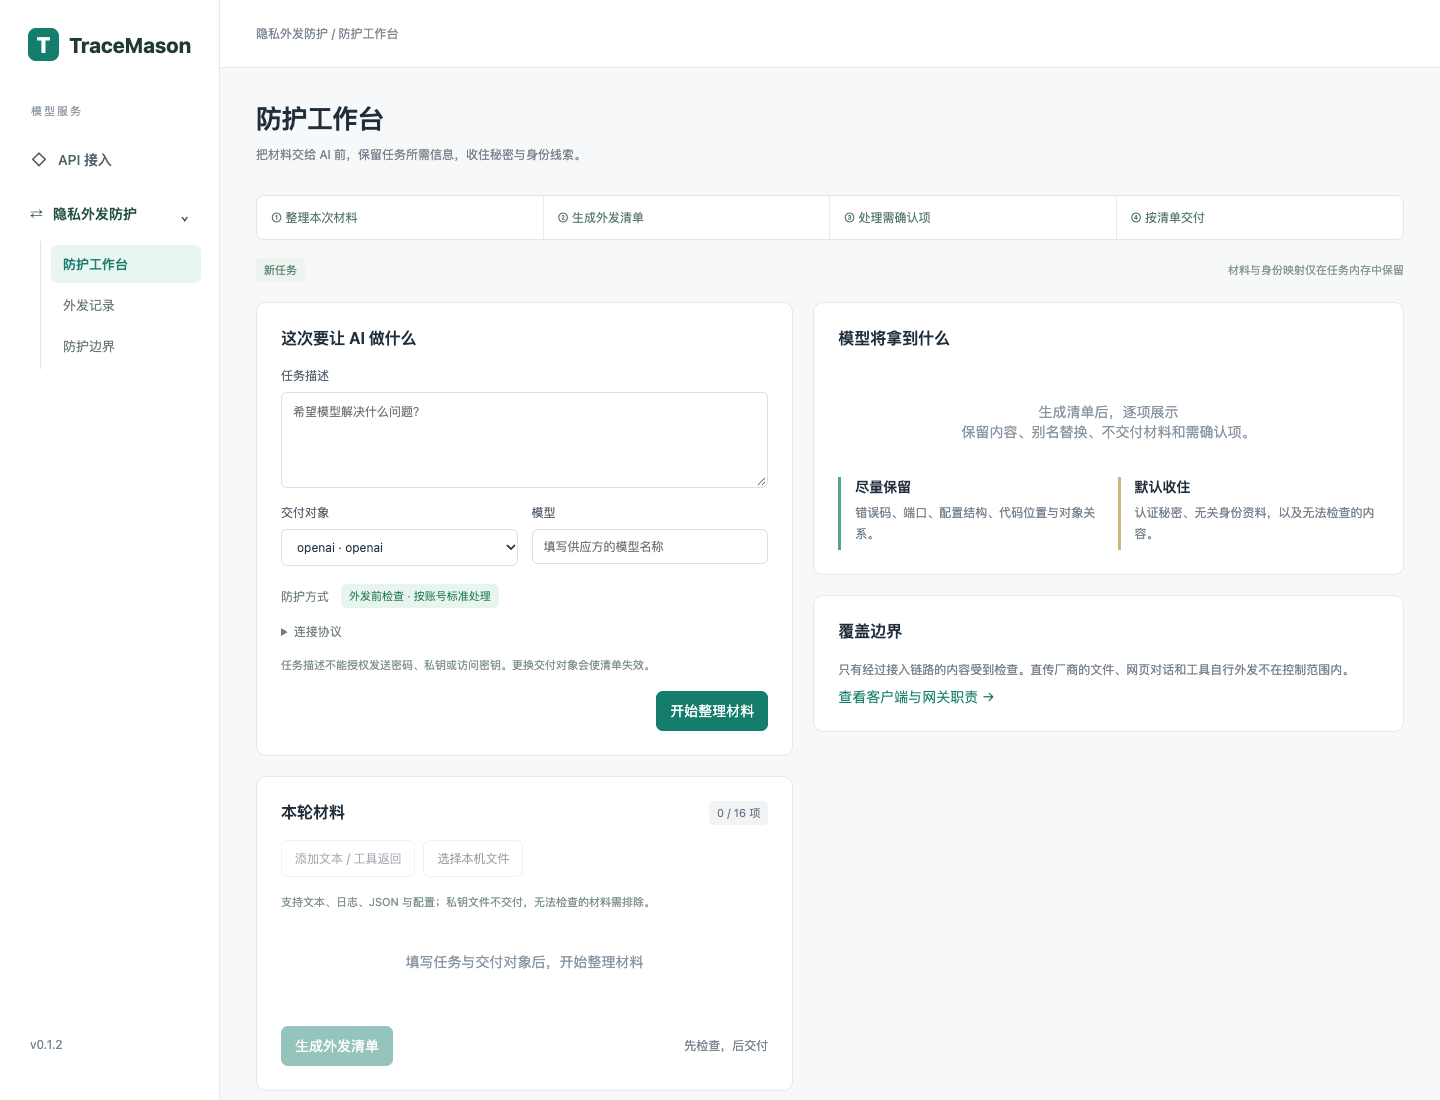 T TraceMason
模型服务
API 接入
隐私外发防护
防护工作台
外发记录
防护边界
v0.1.2
隐私外发防护 / 防护工作台
防护工作台
把材料交给 AI 前，保留任务所需信息，收住秘密与身份线索。
① 整理本次材料
② 生成外发清单
③ 处理需确认项
④ 按清单交付
新任务
材料与身份映射仅在任务内存中保留
这次要让 AI 做什么
任务描述
希望模型解决什么问题?
交付对象
模型
openai · openai
填写供应方的模型名称
防护方式
外发前检查 · 按账号标准处理
连接协议
任务描述不能授权发送密码、私钥或访问密钥。更换交付对象会使清单失效。
开始整理材料
本轮材料
0 / 16 项
添加文本 / 工具返回
选择本机文件
支持文本、日志、JSON 与配置；私钥文件不交付，无法检查的材料需排除。
填写任务与交付对象后，开始整理材料
生成外发清单
先检查，后交付
模型将拿到什么
生成清单后，逐项展示
保留内容、别名替换、不交付材料和需确认项。
尽量保留
错误码、端口、配置结构、代码位置与对象关
系。
默认收住
认证秘密、无关身份资料，以及无法检查的内
容。
覆盖边界
只有经过接入链路的内容受到检查。直传厂商的文件、网页对话和工具自行外发不在控制范围内。
查看客户端与网关职责 →